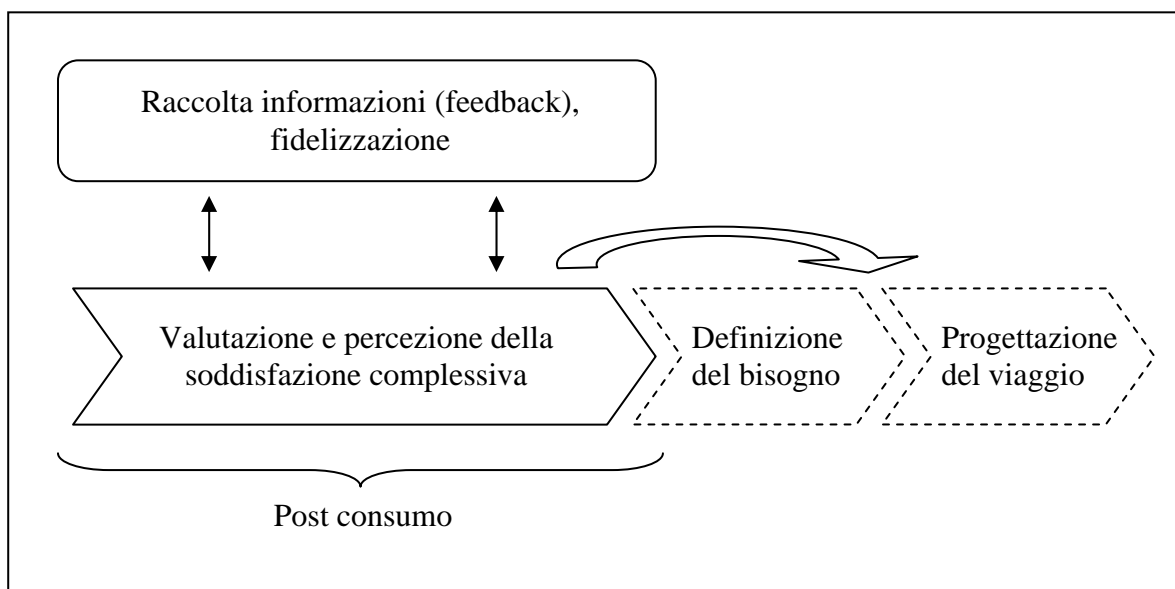 Raccolta informazioni (feedback),
fidelizzazione
Valutazione e percezione della
soddisfazione complessiva
Definizione
del bisogno
Progettazione
del viaggio
Post consumo